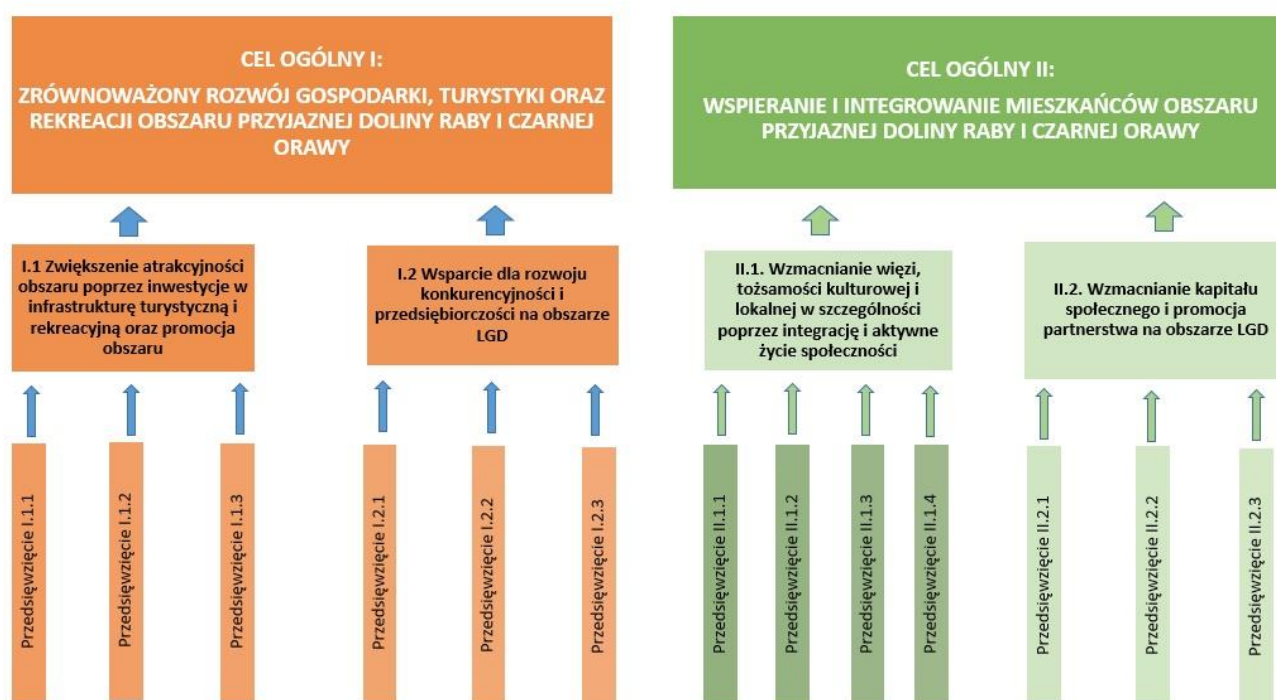 CEL OGÓLNY I:
ZRÓWNOWAŻONY ROZWÓJ GOSPODARKI, TURYSTYKI ORAZ
REKREACJI OBSZARU PRZYJAZNEJ DOLINY RABY I CZARNEJ
ORAWY
CEL OGÓLNY II:
WSPIERANIE I INTEGROWANIE MIESZKAŃCÓW OBSZARU
PRZYJAZNEJ DOLINY RABY I CZARNEJ ORAWY
I.1 Zwiększenie atrakcyjności
obszaru poprzez inwestycje w
infrastrukturę turystyczną i
rekreacyjną oraz promocja
obszaru
I.2 Wsparcie dla rozwoju
konkurencyjności i
przedsiębiorczości na obszarze
LGD
II.1. Wzmacnianie więzi,
tożsamości kulturowej i
lokalnej w szczególności
poprzez integrację i aktywne
życie społeczności
II.2. Wzmacnianie kapitału
społecznego i promocja
partnerstwa na obszarze LGD
Przedsięwzięcie I.1.1
Przedsięwzięcie I.1.2
Przedsięwzięcie I.1.3
Przedsięwzięcie I.2.1
Przedsięwzięcie I.2.2
Przedsięwzięcie I.2.3
Przedsięwzięcie II.1.1
Przedsięwzięcie II.1.2
Przedsięwzięcie II.1.3
Przedsięwzięcie II.1.4
Przedsięwzięcie II.2.1
Przedsięwzięcie II.2.2
Przedsięwzięcie II.2.3